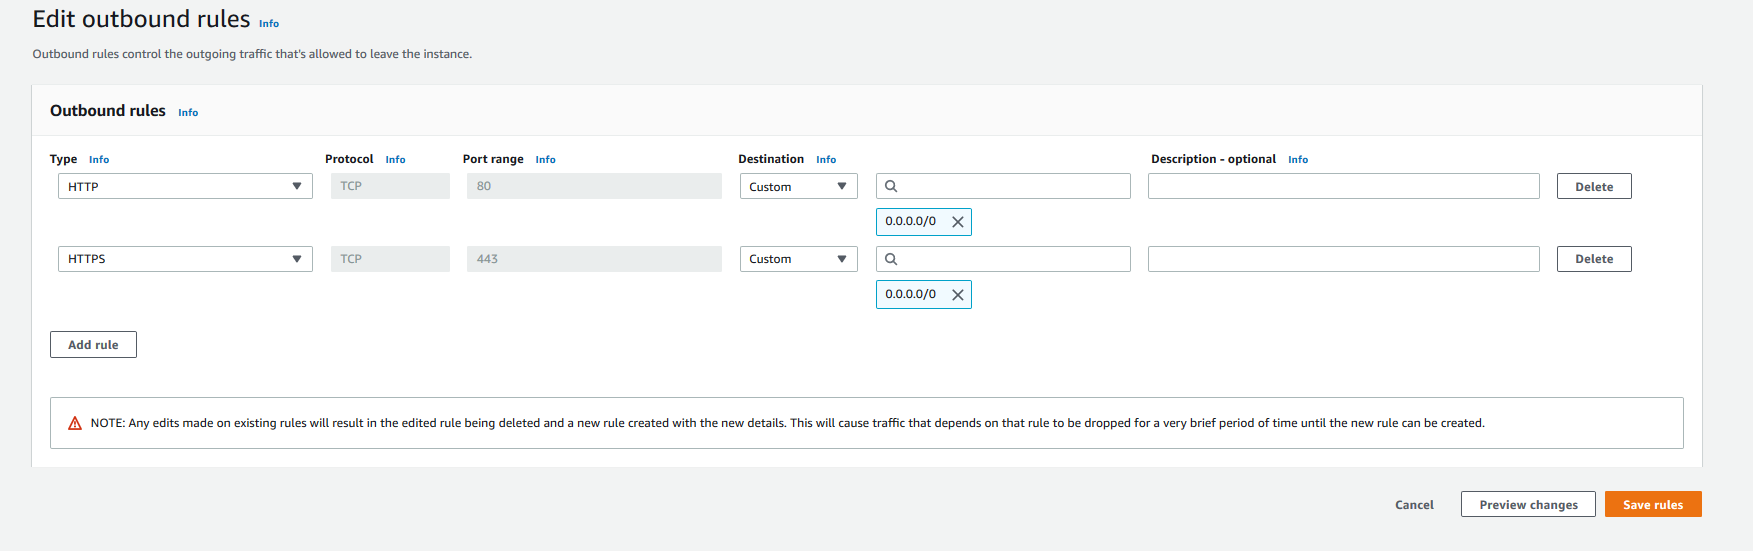 Edit outbound rules Info
Outbound rules control the outgoing traffic that's allowed to leave the instance.
Outbound rules Info
Type Info Protocol Info Port range Info Destination Info Description - optional Info
HTTP TCP 80 Custom Delete
0.0.0.0/0
HTTPS TCP 443 Custom Delete
0.0.0.0/0
Add rule
NOTE: Any edits made on existing rules will result in the edited rule being deleted and a new rule created with the new details. This will cause traffic that depends on that rule to be dropped for a very brief period of time until the new rule can be created.
Cancel Preview changes Save rules